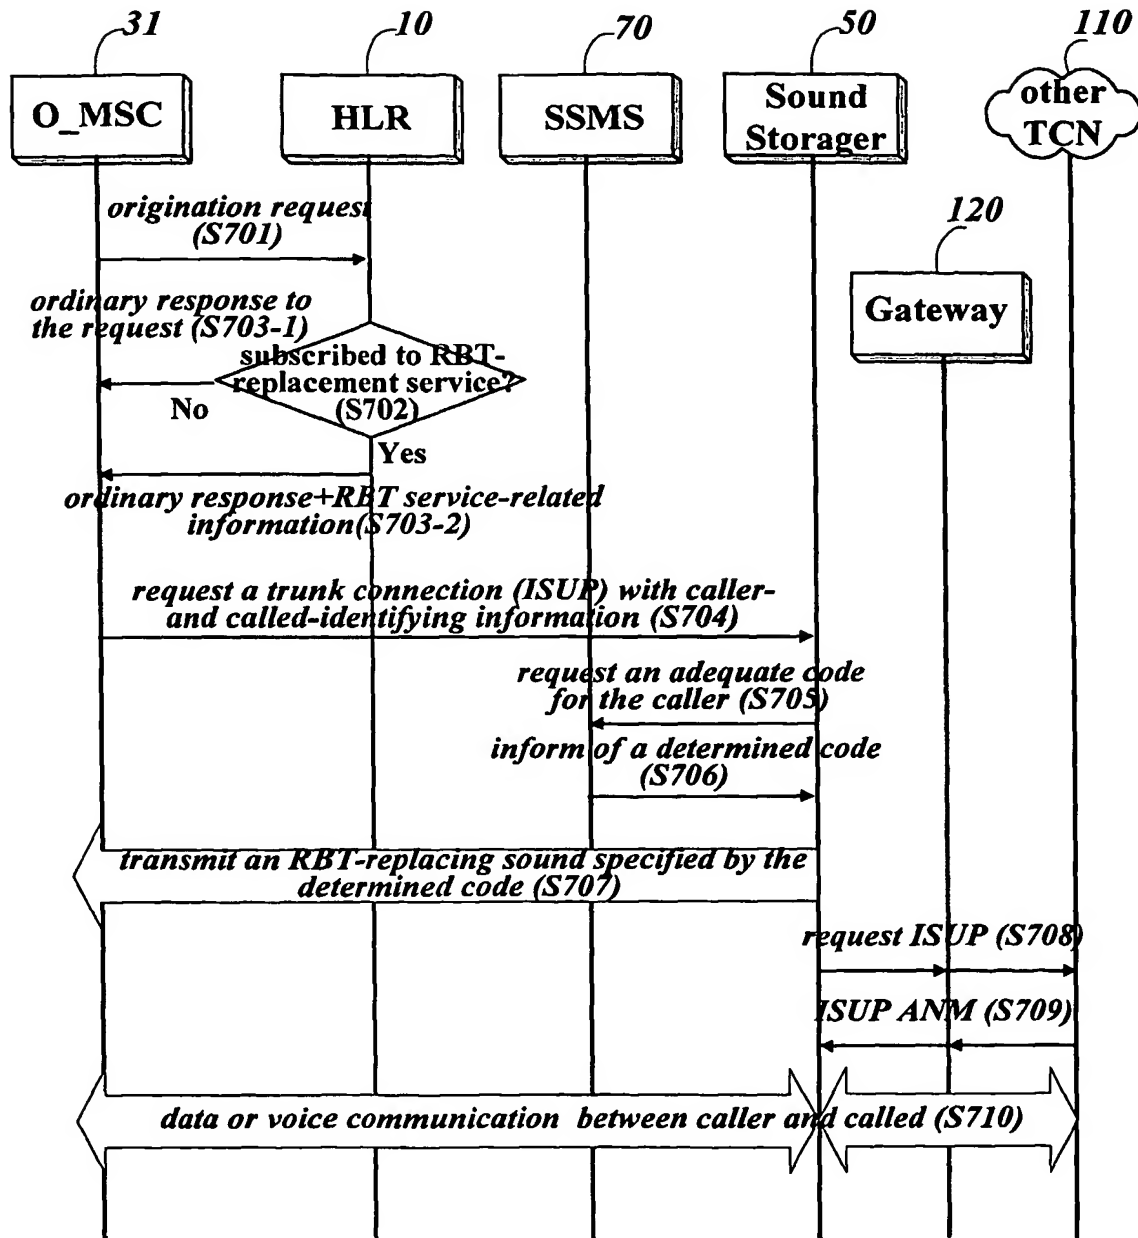 31
10
70
50
110
O_MSC
HLR
SSMS
Sound
Storager
other
TCN
origination request
(S701)
120
Gateway
ordinary response to
the request (S703-1)
subscribed to RBT-
replacement service?
(S702)
No
Yes
ordinary response+RBT service-related
information(S703-2)
request a trunk connection (ISUP) with caller-
and called-identifying information (S704)
request an adequate code
for the caller (S705)
inform of a determined code
(S706)
transmit an RBT-replacing sound specified by the
determined code (S707)
request ISUP (S708)
ISUP ANM (S709)
data or voice communication between caller and called (S710)